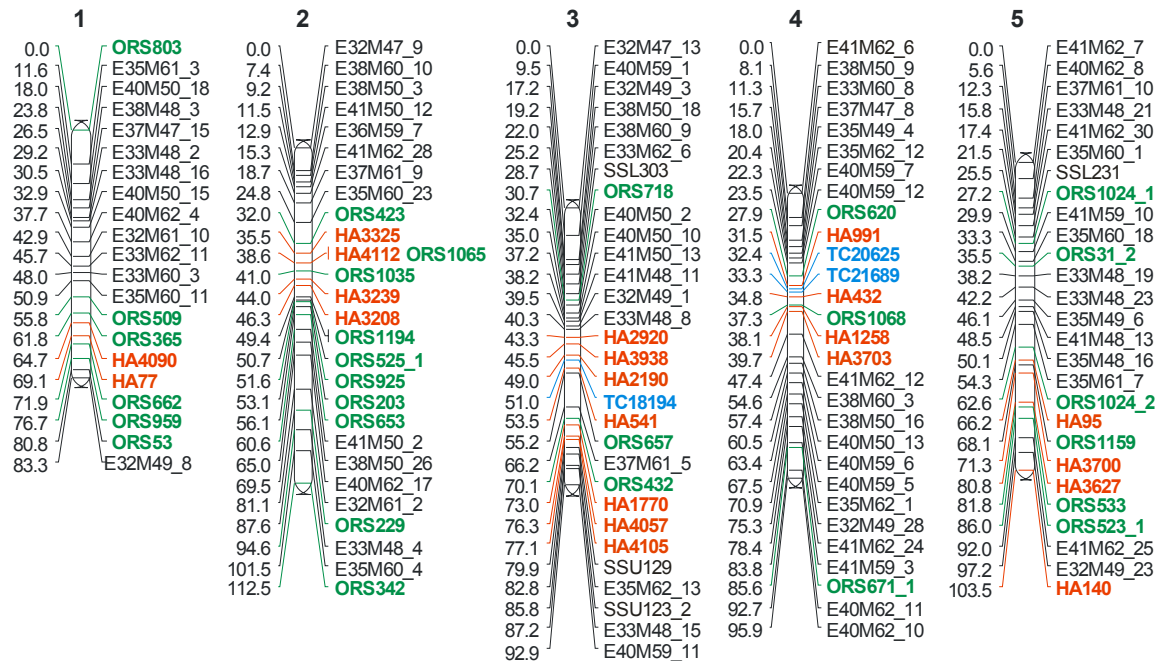 1
0.0 ORS803
11.6 E35M61_3
18.0 E40M50_18
23.8 E38M48_3
26.5 E37M47_15
29.2 E33M48_2
30.5 E33M48_16
32.9 E40M50_15
37.7 E40M62_4
42.9 E32M61_10
45.7 E33M62_11
48.0 E33M60_3
50.9 E35M60_11
55.8 ORS509
61.8 ORS365
64.7 HA4090
69.1 HA77
71.9 ORS662
76.7 ORS959
80.8 ORS53
83.3 E32M49_8
2
0.0 E32M47_9
7.4 E38M60_10
9.2 E38M50_3
11.5 E41M50_12
12.9 E36M59_7
15.3 E41M62_28
18.7 E37M61_9
24.8 E35M60_23
32.0 ORS423
35.5 HA3325
38.6 HA4112 ORS1065
41.0 ORS1035
44.0 HA3239
46.3 HA3208
49.4 ORS1194
50.7 ORS525_1
51.6 ORS925
53.1 ORS203
56.1 ORS653
60.6 E41M50_2
65.0 E38M50_26
69.5 E40M62_17
81.1 E32M61_2
87.6 ORS229
94.6 E33M48_4
101.5 E35M60_4
112.5 ORS342
3
0.0 E32M47_13
9.5 E40M59_1
17.2 E32M49_3
19.2 E38M50_18
22.0 E38M60_9
25.2 E33M62_6
28.7 SSL303
30.7 ORS718
32.4 E40M50_2
35.0 E40M50_10
37.2 E41M50_13
38.2 E41M48_11
39.5 E32M49_1
40.3 E33M48_8
43.3 HA2920
45.5 HA3938
49.0 HA2190
51.0 TC18194
53.5 HA541
55.2 ORS657
66.2 E37M61_5
70.1 ORS432
73.0 HA1770
76.3 HA4057
77.1 HA4105
79.9 SSU129
82.8 E35M62_13
85.8 SSU123_2
87.2 E33M48_15
92.9 E40M59_11
4
0.0 E41M62_6
8.1 E38M50_9
11.3 E33M60_8
15.7 E37M47_8
18.0 E35M49_4
20.4 E35M62_12
22.3 E40M59_7
23.5 E40M59_12
27.9 ORS620
31.5 HA991
32.4 TC20625
33.3 TC21689
34.8 HA432
37.3 ORS1068
38.1 HA1258
39.7 HA3703
47.4 E41M62_12
54.6 E38M60_3
57.4 E38M50_16
60.5 E40M50_13
63.4 E40M59_6
67.5 E40M59_5
70.9 E35M62_1
75.3 E32M49_28
78.4 E41M62_24
83.8 E41M59_3
85.6 ORS671_1
92.7 E40M62_11
95.9 E40M62_10
5
0.0 E41M62_7
5.6 E40M62_8
12.3 E37M61_10
15.8 E33M48_21
17.4 E41M62_30
21.5 E35M60_1
25.5 SSL231
27.2 ORS1024_1
29.9 E41M59_10
33.3 E35M60_18
35.5 ORS31_2
38.2 E33M48_19
42.2 E33M48_23
46.1 E35M49_6
48.5 E41M59_13
50.1 E35M48_16
54.3 E35M61_7
62.6 ORS1024_2
66.2 HA95
68.1 ORS1159
71.3 HA3700
80.8 HA3627
81.8 ORS533
86.0 ORS523_1
92.0 E41M62_25
97.2 E32M49_23
103.5 HA140